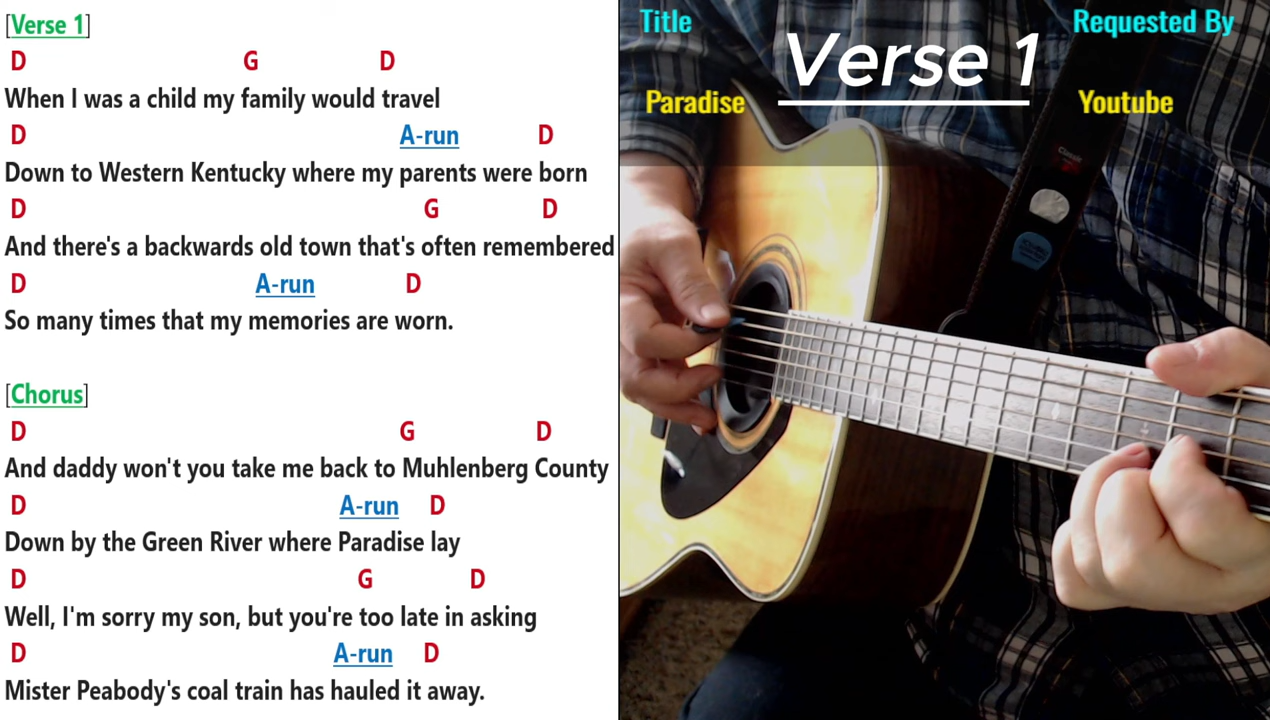 [Verse 1]
D G D
When I was a child my family would travel
D A-run D
Down to Western Kentucky where my parents were born
D G D
And there's a backwards old town that's often remembered
D A-run D
So many times that my memories are worn.
[Chorus]
D G D
And daddy won't you take me back to Muhlenberg County
D A-run D
Down by the Green River where Paradise lay
D G D
Well, I'm sorry my son, but you're too late in asking
D A-run D
Mister Peabody's coal train has hauled it away.
Title
Verse 1
Requested By
Paradise
Youtube